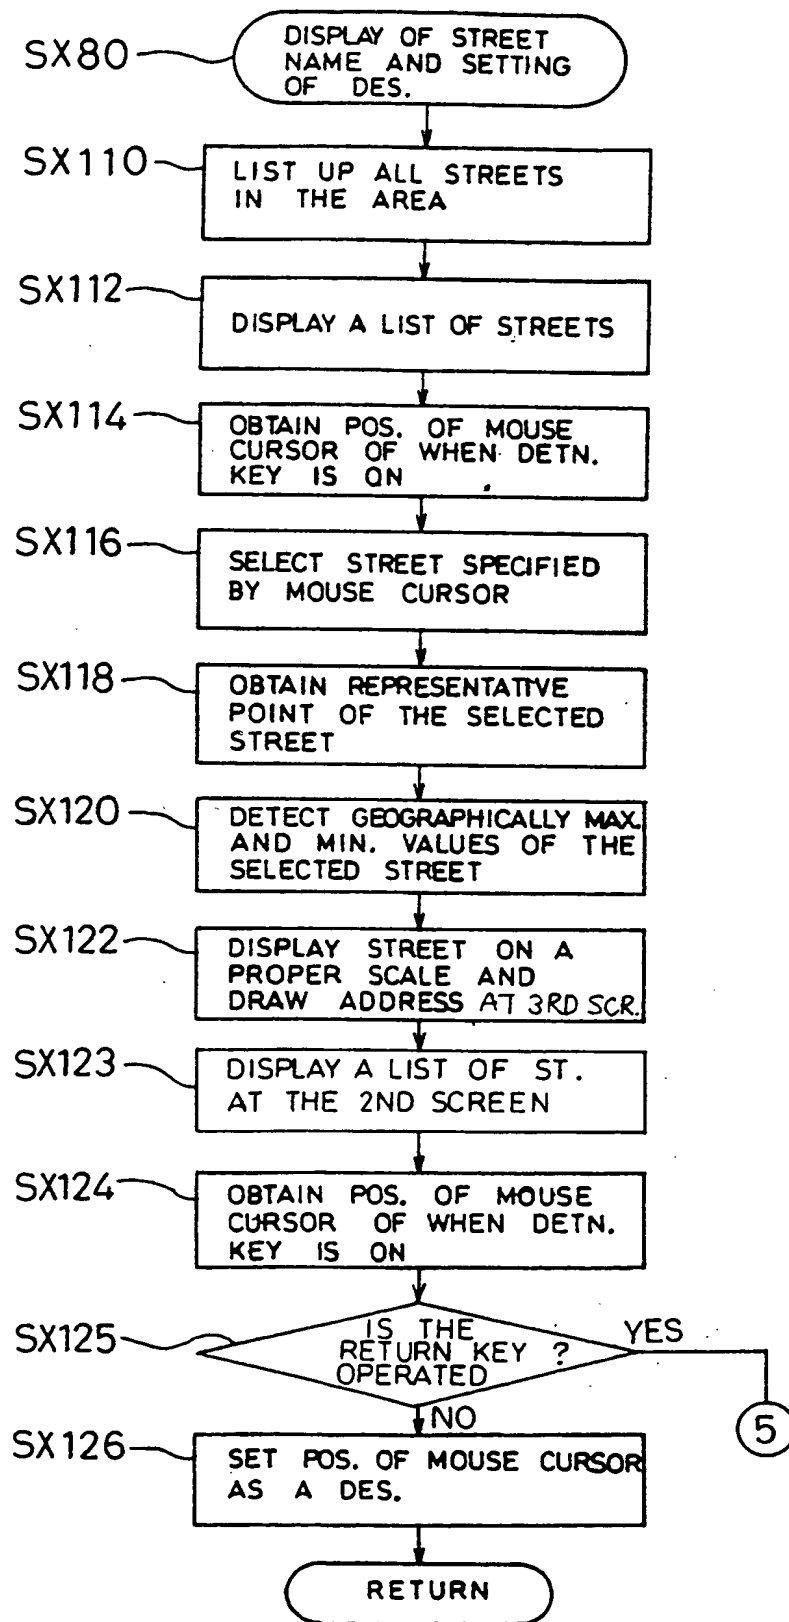 SX80
DISPLAY OF STREET
NAME AND SETTING
OF DES.
SX110
LIST UP ALL STREETS
IN THE AREA
SX112
DISPLAY A LIST OF STREETS
SX114
OBTAIN POS. OF MOUSE
CURSOR OF WHEN DETN.
KEY IS ON
SX116
SELECT STREET SPECIFIED
BY MOUSE CURSOR
SX118
OBTAIN REPRESENTATIVE
POINT OF THE SELECTED
STREET
SX120
DETECT GEOGRAPHICALLY MAX.
AND MIN. VALUES OF THE
SELECTED STREET
SX122
DISPLAY STREET ON A
PROPER SCALE AND
DRAW ADDRESS AT 3RD SCR.
SX123
DISPLAY A LIST OF ST.
AT THE 2ND SCREEN
SX124
OBTAIN POS. OF MOUSE
CURSOR OF WHEN DETN.
KEY IS ON
SX125
IS THE
RETURN KEY ?
OPERATED
YES
5
NO
SX126
SET POS. OF MOUSE CURSOR
AS A DES.
RETURN